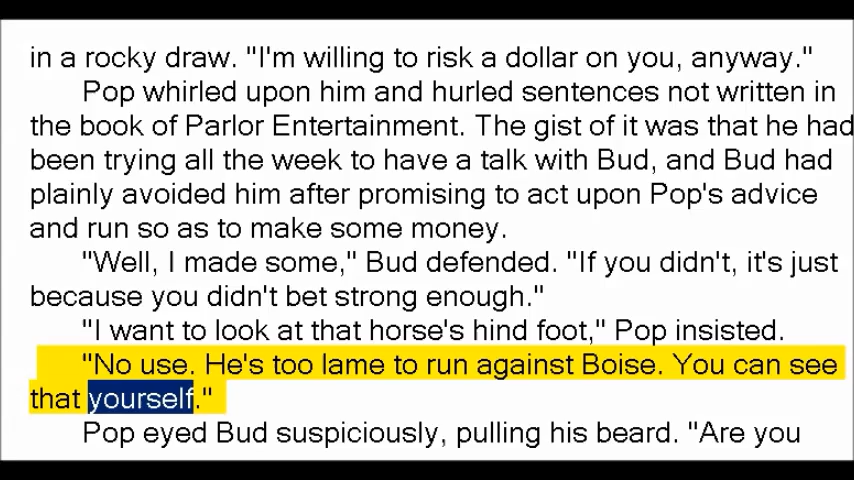 in a rocky draw. "I'm willing to risk a dollar on you, anyway."
Pop whirled upon him and hurled sentences not written in
the book of Parlor Entertainment. The gist of it was that he had
been trying all the week to have a talk with Bud, and Bud had
plainly avoided him after promising to act upon Pop's advice
and run so as to make some money.
"Well, I made some," Bud defended. "If you didn't, it's just
because you didn't bet strong enough."
"I want to look at that horse's hind foot," Pop insisted.
"No use. He's too lame to run against Boise. You can see
that yourself."
Pop eyed Bud suspiciously, pulling his beard. "Are you